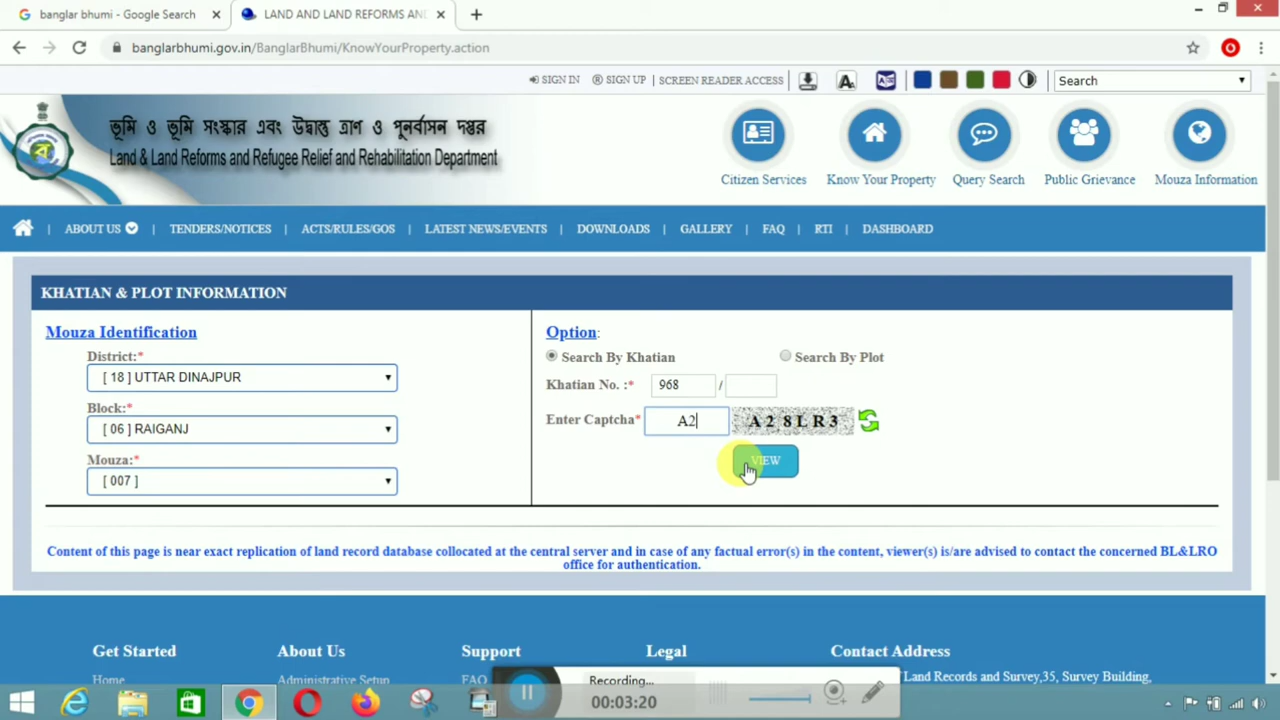 banglar bhumi - Google Search
LAND AND LAND REFORMS AN
banglarbhumi.gov.in/BanglarBhumi/KnowYourProperty.action
SIGN IN
SIGN UP
SCREEN READER ACCESS
Search
ভূমি ও ভূমি সংস্কার এবং উদ্বাস্তু ত্রাণ ও পূনর্বাসন দপ্তর
Land & Land Reforms and Refugee Relief and Rehabilitation Department
Citizen Services
Know Your Property
Query Search
Public Grievance
Mouza Information
| ABOUT US | TENDERS/NOTICES | ACTS/RULES/GOS | LATEST NEWS/EVENTS | DOWNLOADS | GALLERY | FAQ | RTI | DASHBOARD
KHATIAN & PLOT INFORMATION
Mouza Identification
District:*
[ 18 ] UTTAR DINAJPUR
Block:*
[ 06 ] RAIGANJ
Mouza:*
[ 007 ]
Option:
Search By Khatian
Search By Plot
Khatian No. :* 968 /
Enter Captcha* A2 A 2 8 L R 3
VIEW
Content of this page is near exact replication of land record database collocated at the central server and in case of any factual error(s) in the content, viewer(s) is/are advised to contact the concerned BL&LRO
office for authentication.
Get Started
Home
About Us
Administrative Setup
Support
FAQ
Legal
Contact Address
Land Records and Survey,35, Survey Building,
Recording...
00:03:20